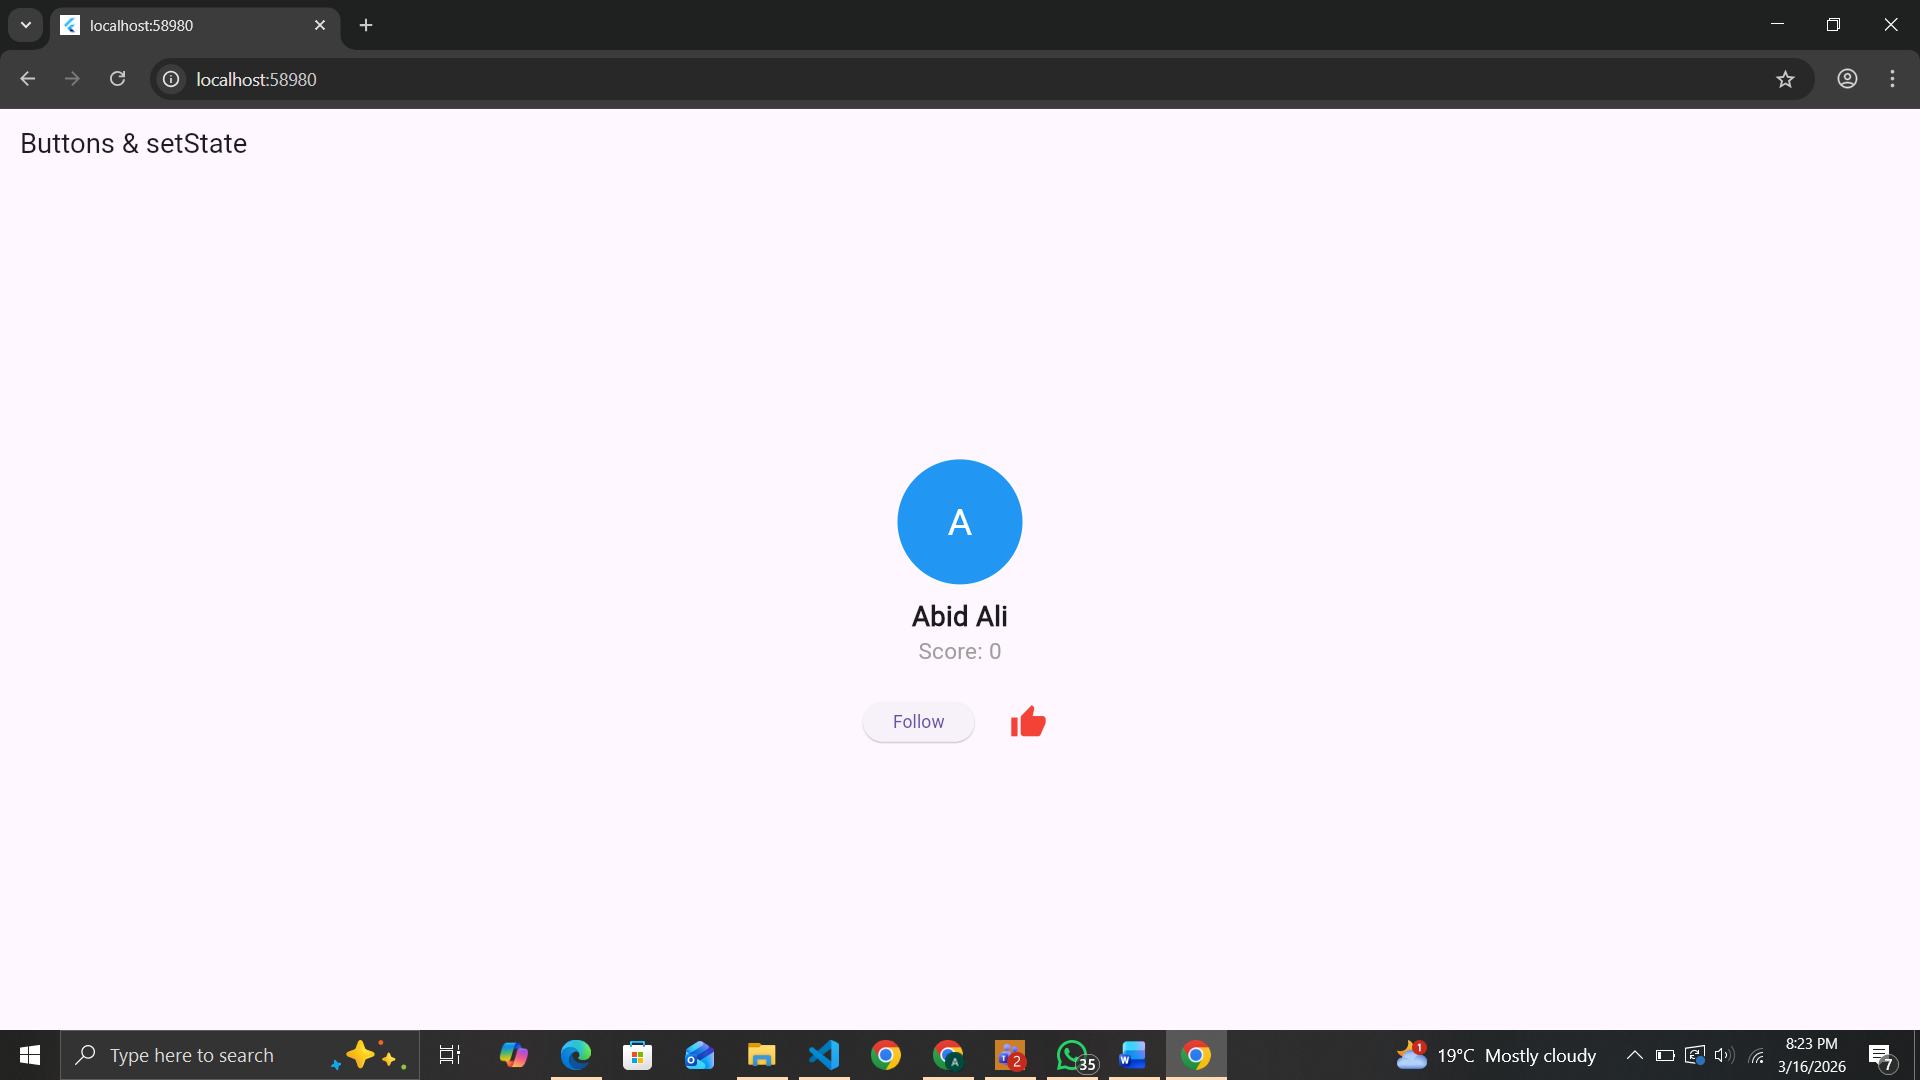 localhost:58980
localhost:58980
Buttons & setState
A
Abid Ali
Score: 0
Follow
Type here to search
A
2
35
1
19°C Mostly cloudy
8:23 PM
3/16/2026
7